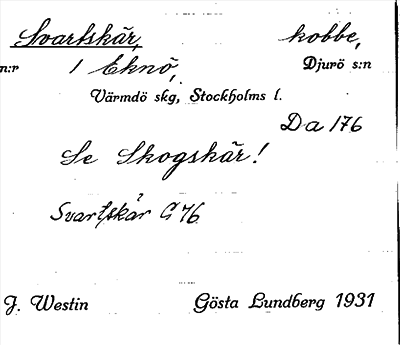 Svartskär, kobbe,
n:r 1 Eknö, Djurö s:n
Värmdö skg, Stockholms l.
Da 176
Se Skogskär!
?
Svartskär G 76
J. Westin Gösta Lundberg 1931